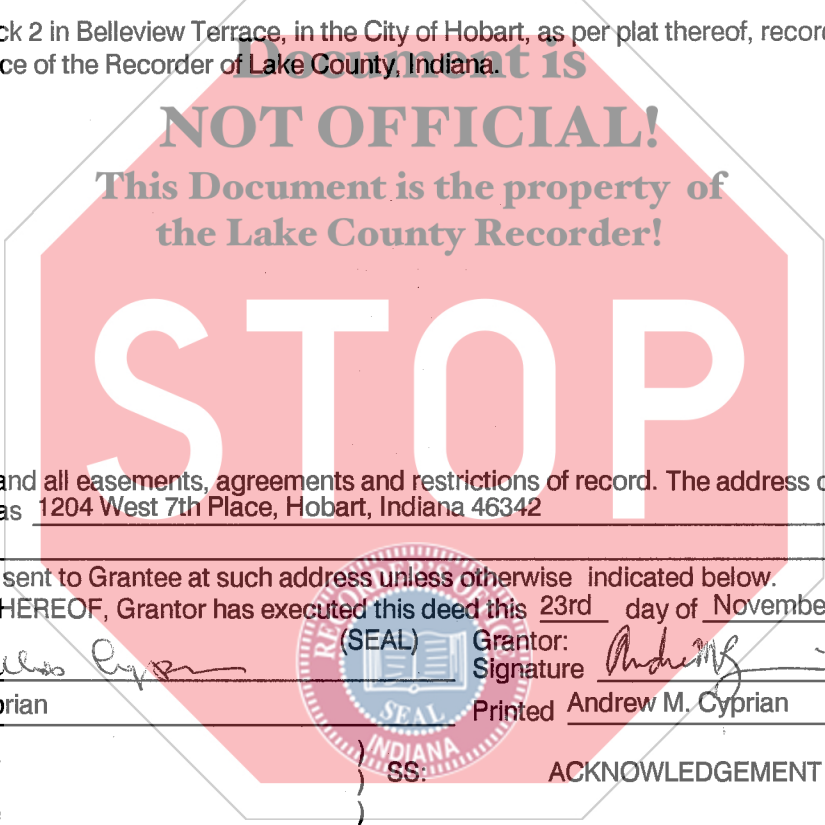 ck 2 in Belleview Terrace, in the City of Hobart, as per plat thereof, recor
ce of the Recorder of Lake County, Indiana.
Document is
NOT OFFICIAL!
This Document is the property of
the Lake County Recorder!
STOP
and all easements, agreements and restrictions of record. The address o
as 1204 West 7th Place, Hobart, Indiana 46342
sent to Grantee at such address unless otherwise indicated below.
HEREOF, Grantor has executed this deed this 23rd day of Novembe
(SEAL) Grantor:
Signature
prian Printed Andrew M. Cyprian
RECORDER'S OFFICE
SEAL
INDIANA
) SS: ACKNOWLEDGEMENT
)
)